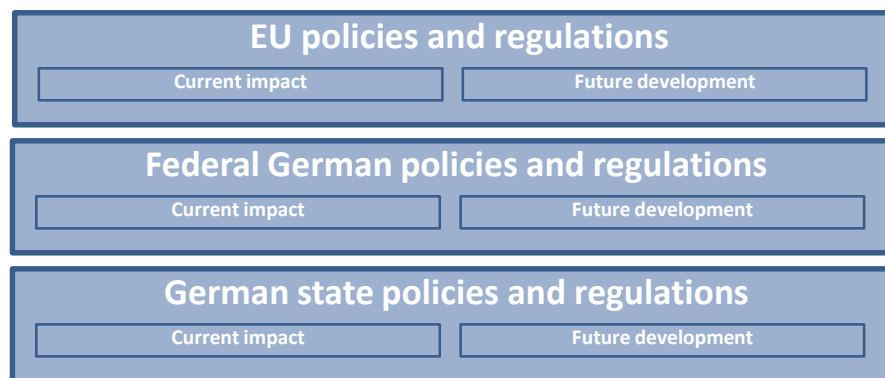 EU policies and regulations
Current impact Future development
Federal German policies and regulations
Current impact Future development
German state policies and regulations
Current impact Future development